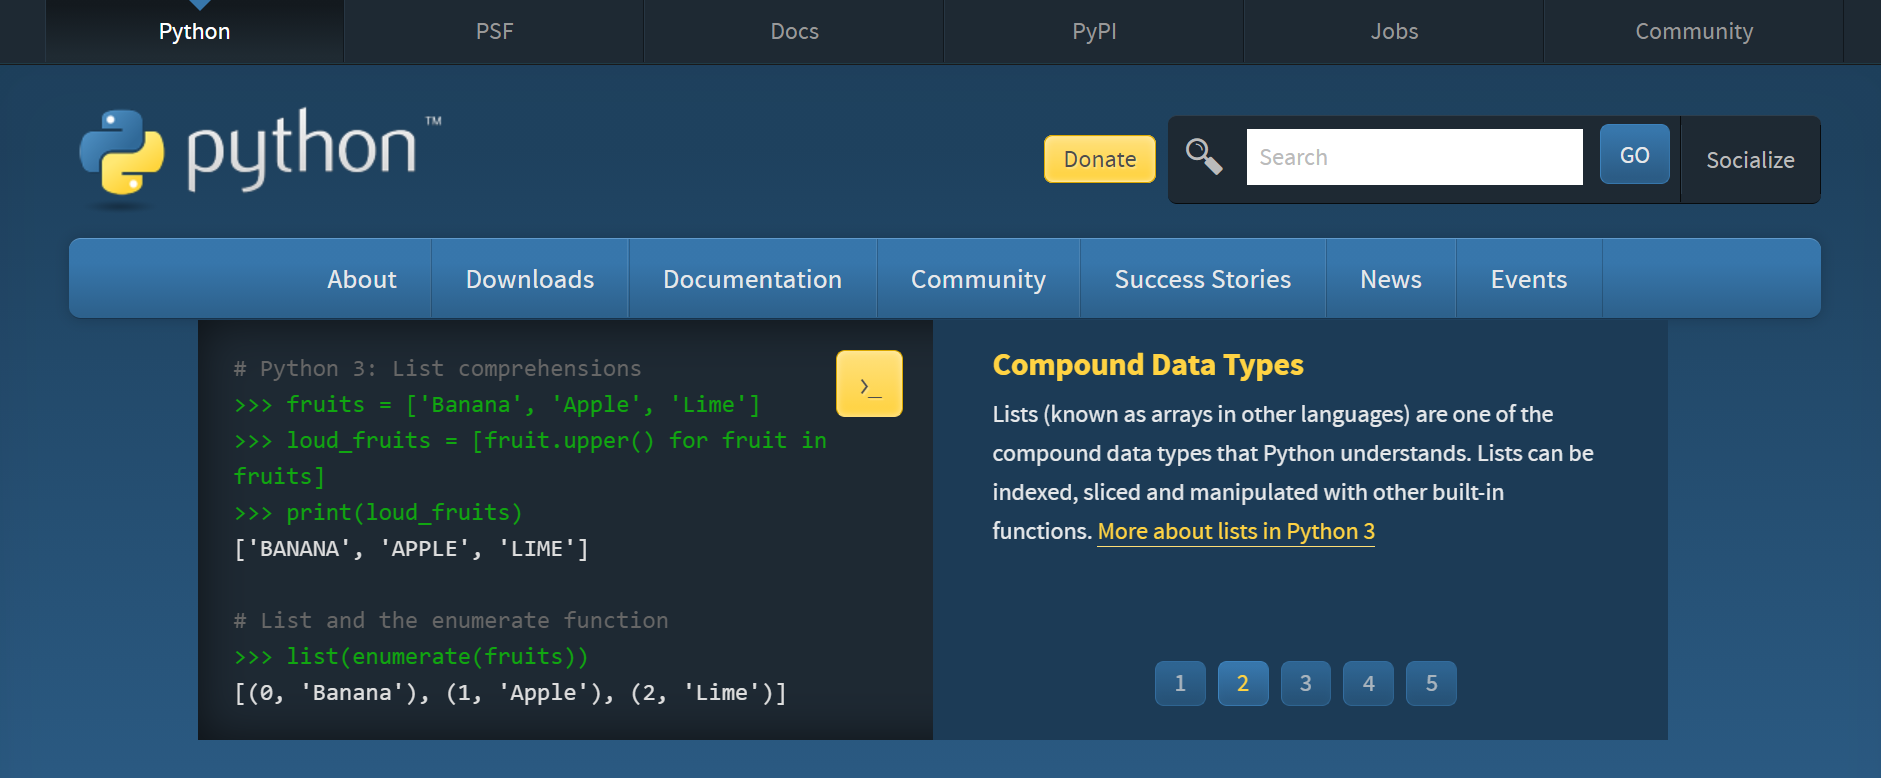 Python
PSF
Docs
PyPI
Jobs
Community
python™
Donate
Search
GO
Socialize
About
Downloads
Documentation
Community
Success Stories
News
Events
# Python 3: List comprehensions
>>> fruits = ['Banana', 'Apple', 'Lime']
>>> loud_fruits = [fruit.upper() for fruit in
fruits]
>>> print(loud_fruits)
['BANANA', 'APPLE', 'LIME']
# List and the enumerate function
>>> list(enumerate(fruits))
[(0, 'Banana'), (1, 'Apple'), (2, 'Lime')]
>_
Compound Data Types
Lists (known as arrays in other languages) are one of the
compound data types that Python understands. Lists can be
indexed, sliced and manipulated with other built-in
functions. More about lists in Python 3
1
2
3
4
5